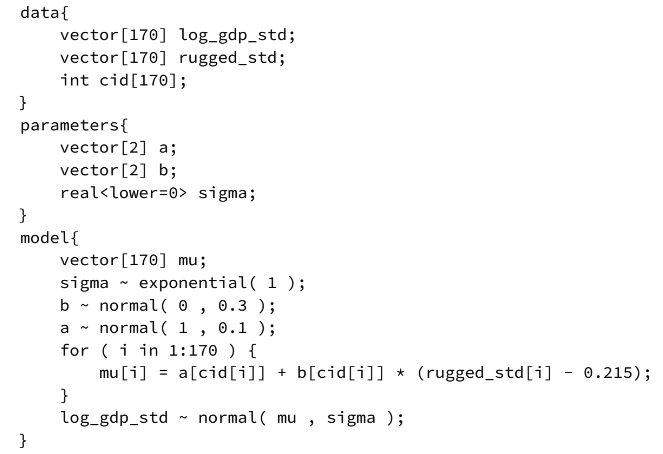 data{
    vector[170] log_gdp_std;
    vector[170] rugged_std;
    int cid[170];
}
parameters{
    vector[2] a;
    vector[2] b;
    real<lower=0> sigma;
}
model{
    vector[170] mu;
    sigma ~ exponential( 1 );
    b ~ normal( 0 , 0.3 );
    a ~ normal( 1 , 0.1 );
    for ( i in 1:170 ) {
        mu[i] = a[cid[i]] + b[cid[i]] * (rugged_std[i] - 0.215);
    }
    log_gdp_std ~ normal( mu , sigma );
}